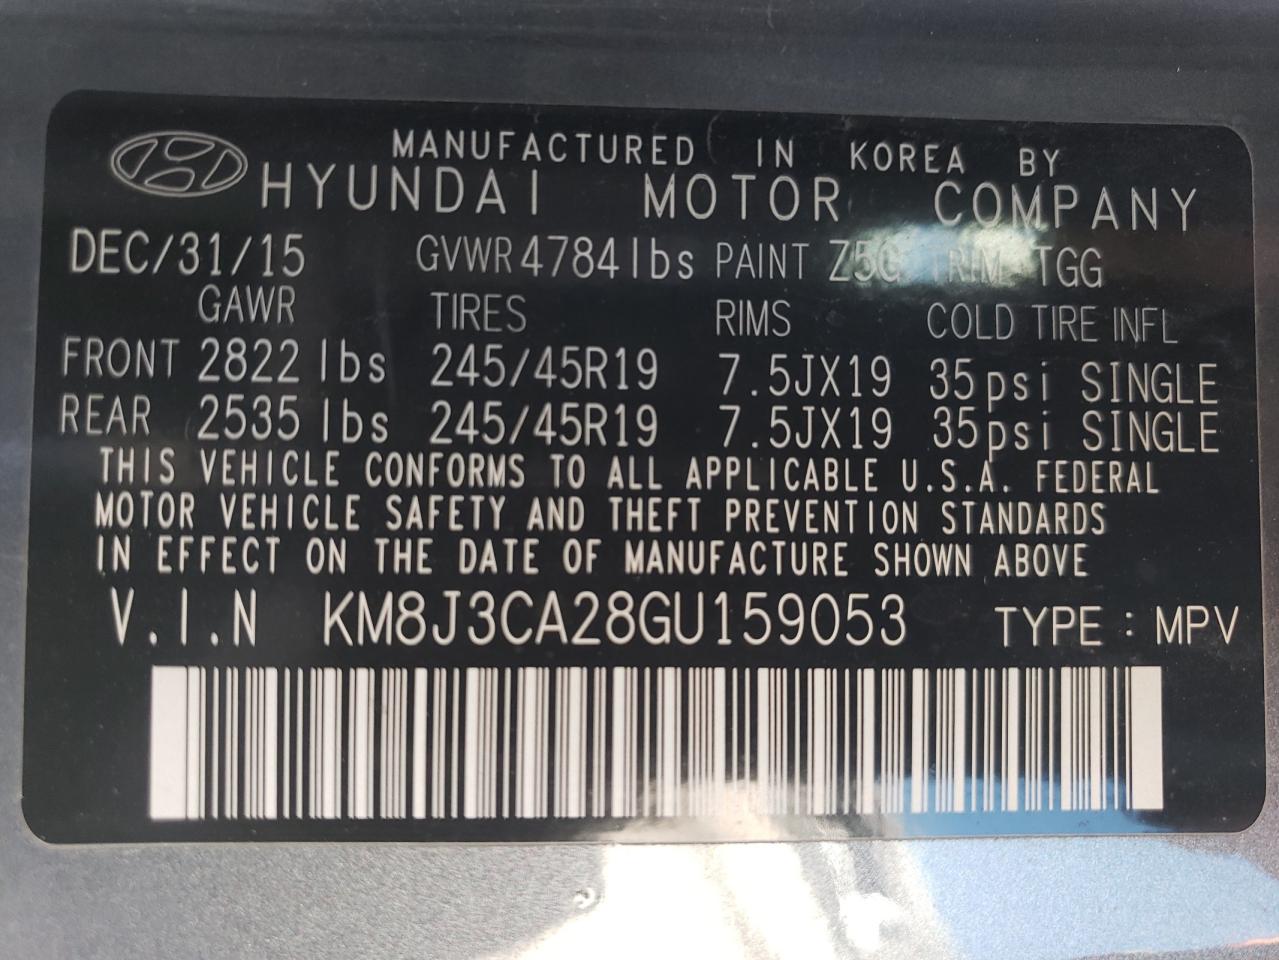 MANUFACTURED IN KOREA BY
HYUNDAI MOTOR COMPANY
DEC/31/15 GVWR 4784lbs PAINT Z5G TRIM TGG
GAWR TIRES RIMS COLD TIRE INFL
FRONT 2822 lbs 245/45R19 7.5JX19 35psi SINGLE
REAR 2535 lbs 245/45R19 7.5JX19 35psi SINGLE
THIS VEHICLE CONFORMS TO ALL APPLICABLE U.S.A. FEDERAL
MOTOR VEHICLE SAFETY AND THEFT PREVENTION STANDARDS
IN EFFECT ON THE DATE OF MANUFACTURE SHOWN ABOVE
V.I.N KM8J3CA28GU159053 TYPE : MPV